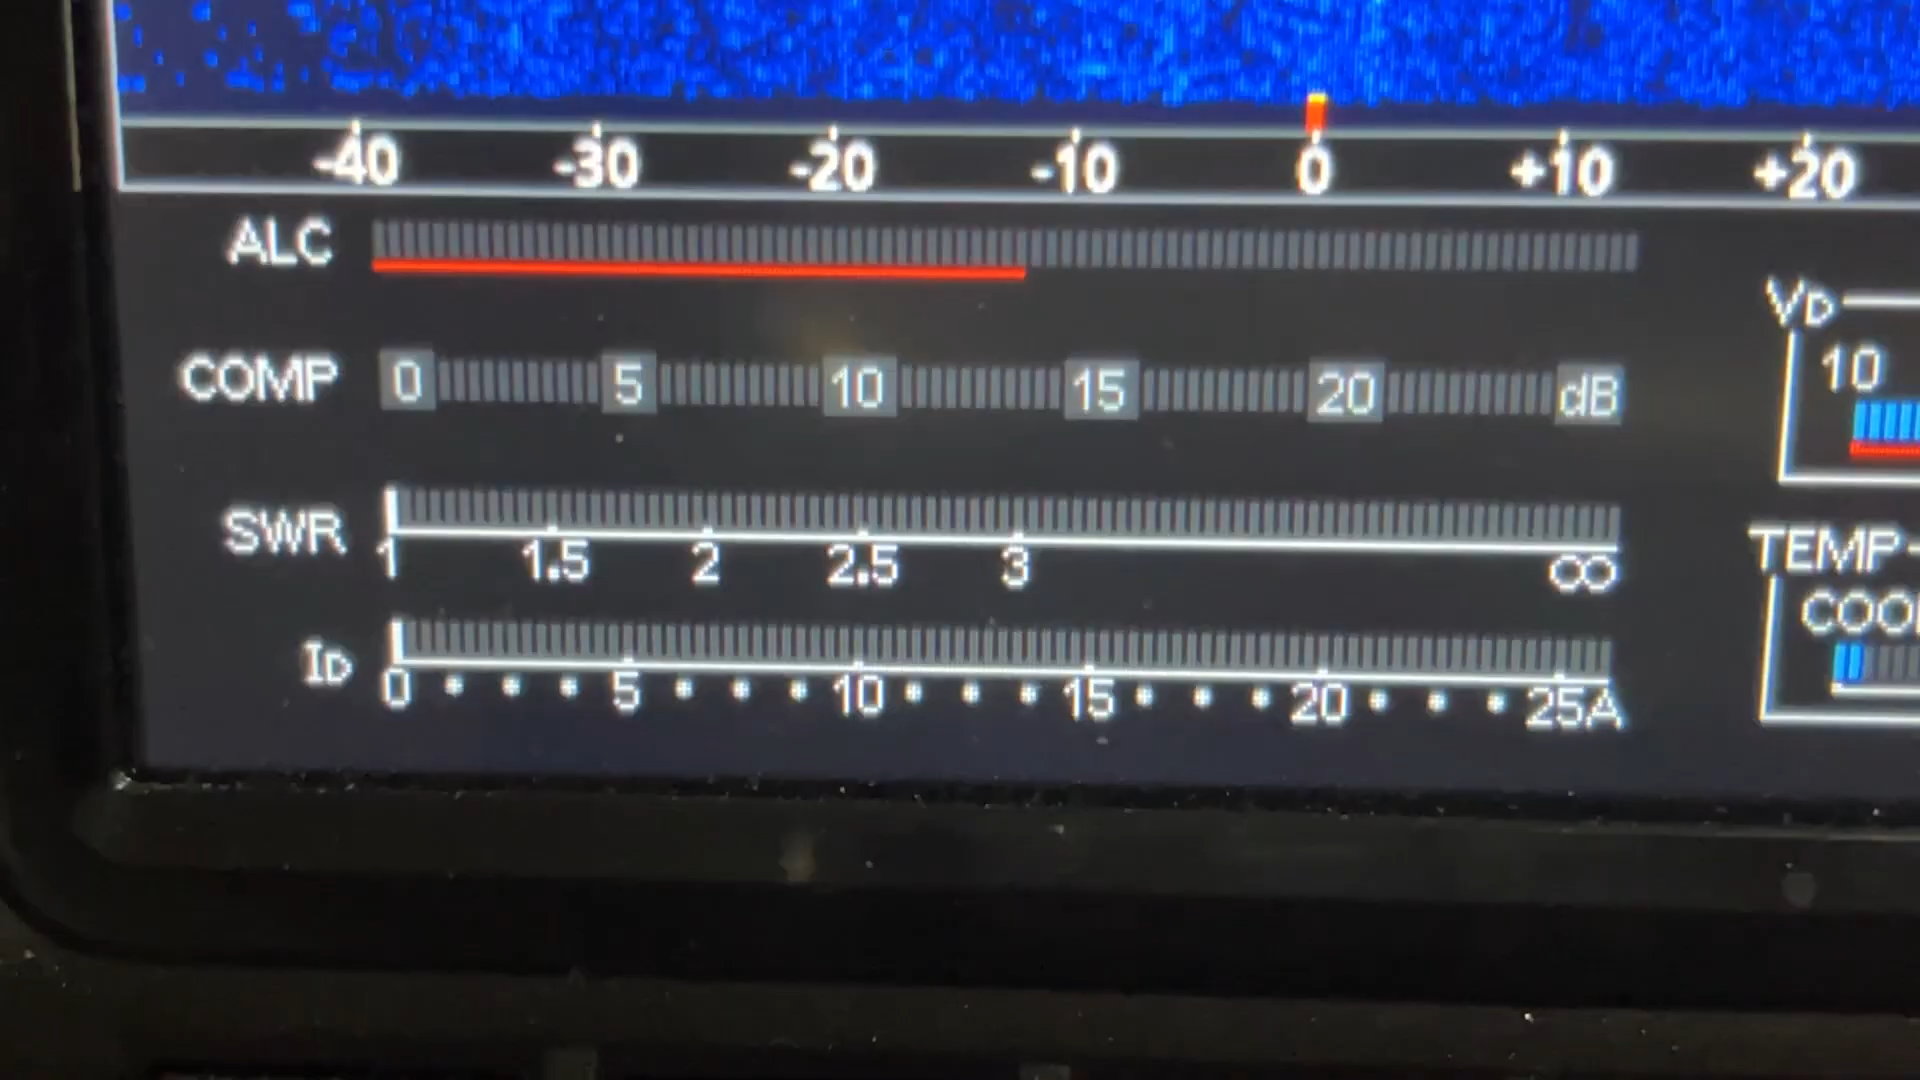 -40 -30 -20 -10 0 +10 +20
ALC
VD
10
COMP 0 5 10 15 20 dB
SWR
1 1.5 2 2.5 3 ∞
TEMP
ID
0 5 10 15 20 25A